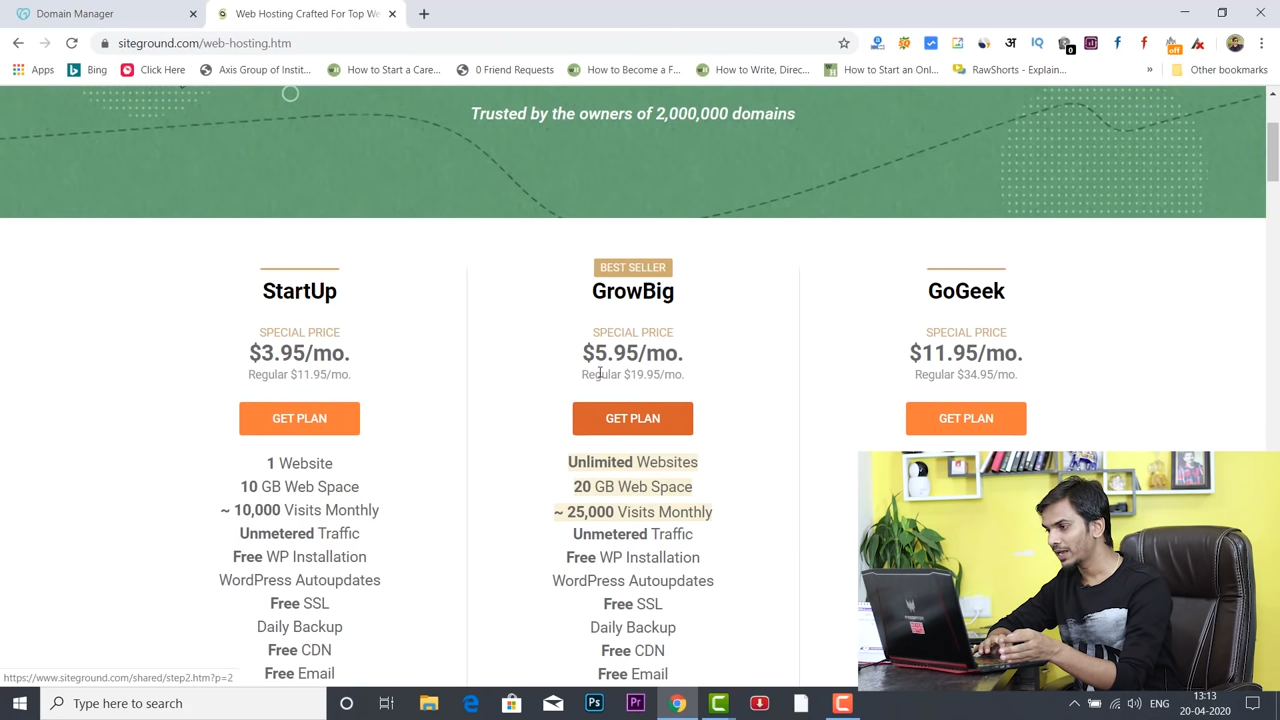 Domain Manager
Web Hosting Crafted For Top We
siteground.com/web-hosting.htm
Apps
Bing
Click Here
Axis Group of Instit...
How to Start a Care...
0 Friend Requests
How to Become a F...
How to Write, Direc...
How to Start an Onl...
RawShorts - Explain...
Other bookmarks
Trusted by the owners of 2,000,000 domains
StartUp
SPECIAL PRICE
$3.95/mo.
Regular $11.95/mo.
GET PLAN
1 Website
10 GB Web Space
~ 10,000 Visits Monthly
Unmetered Traffic
Free WP Installation
WordPress Autoupdates
Free SSL
Daily Backup
Free CDN
Free Email
BEST SELLER
GrowBig
SPECIAL PRICE
$5.95/mo.
Regular $19.95/mo.
GET PLAN
Unlimited Websites
20 GB Web Space
~ 25,000 Visits Monthly
Unmetered Traffic
Free WP Installation
WordPress Autoupdates
Free SSL
Daily Backup
Free CDN
Free Email
GoGeek
SPECIAL PRICE
$11.95/mo.
Regular $34.95/mo.
GET PLAN
https://www.siteground.com/shared/step2.htm?p=2
Type here to search
ENG
13:13
20-04-2020